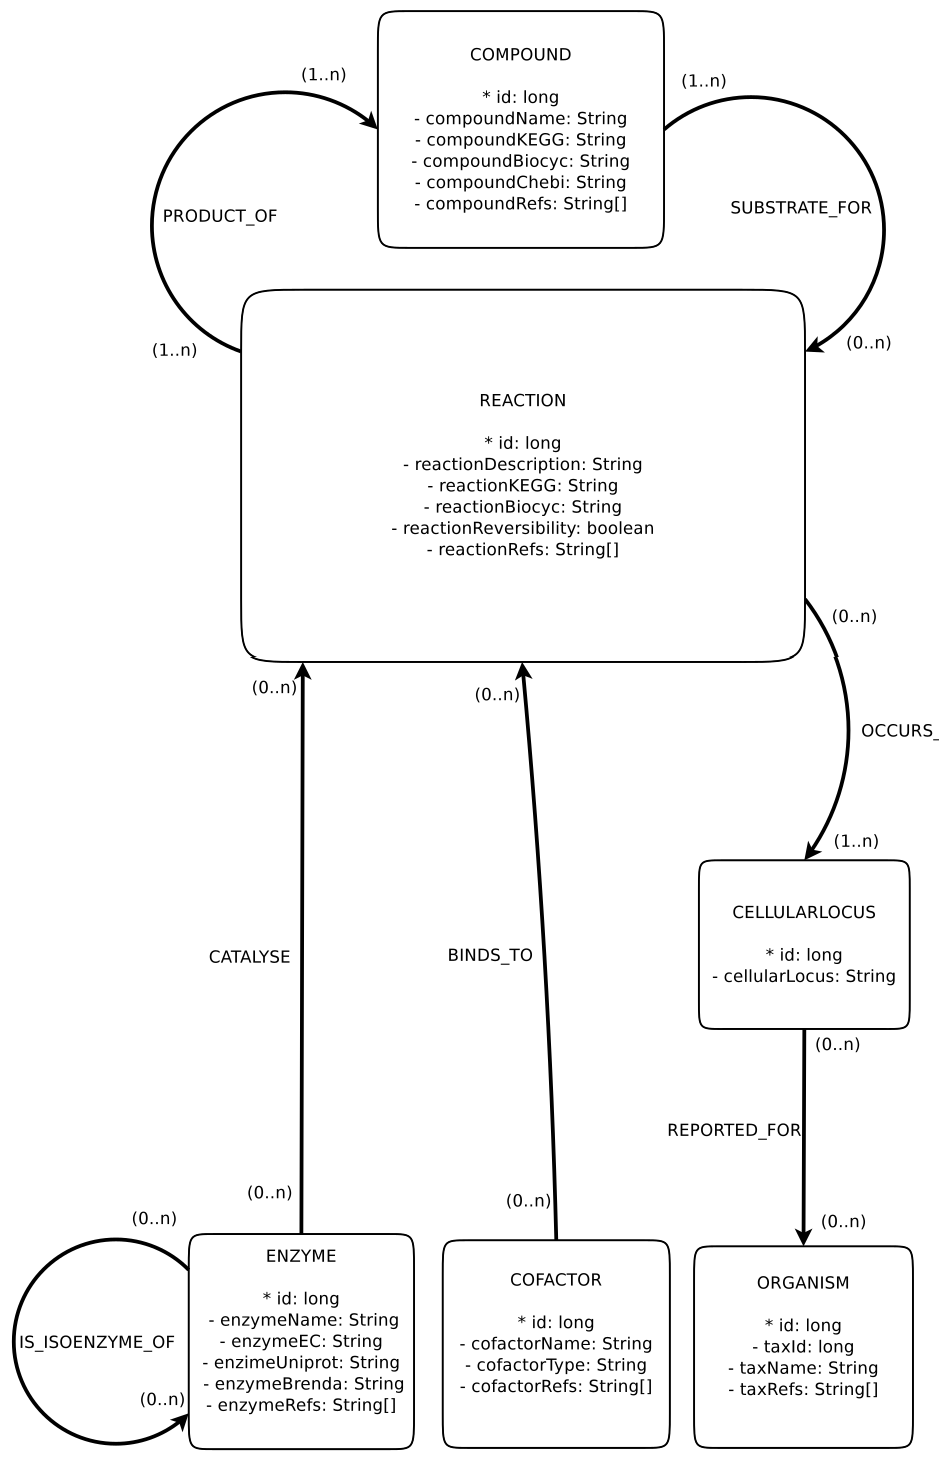 COMPOUND
(1..n)
(1..n)
* id: long
- compoundName: String
- compoundKEGG: String
- compoundBiocyc: String
- compoundChebi: String
- compoundRefs: String[]
PRODUCT_OF
SUBSTRATE_FOR
(1..n)
(0..n)
REACTION
* id: long
- reactionDescription: String
- reactionKEGG: String
- reactionBiocyc: String
- reactionReversibility: boolean
- reactionRefs: String[]
(0..n)
(0..n)
(0..n)
OCCURS_
(1..n)
CELLULARLOCUS
* id: long
- cellularLocus: String
CATALYSE
BINDS_TO
(0..n)
REPORTED_FOR
(0..n)
(0..n)
(0..n)
(0..n)
ENZYME
* id: long
- enzymeName: String
- enzymeEC: String
- enzimeUniprot: String
- enzymeBrenda: String
- enzymeRefs: String[]
IS_ISOENZYME_OF
(0..n)
COFACTOR
* id: long
- cofactorName: String
- cofactorType: String
- cofactorRefs: String[]
ORGANISM
* id: long
- taxId: long
- taxName: String
- taxRefs: String[]